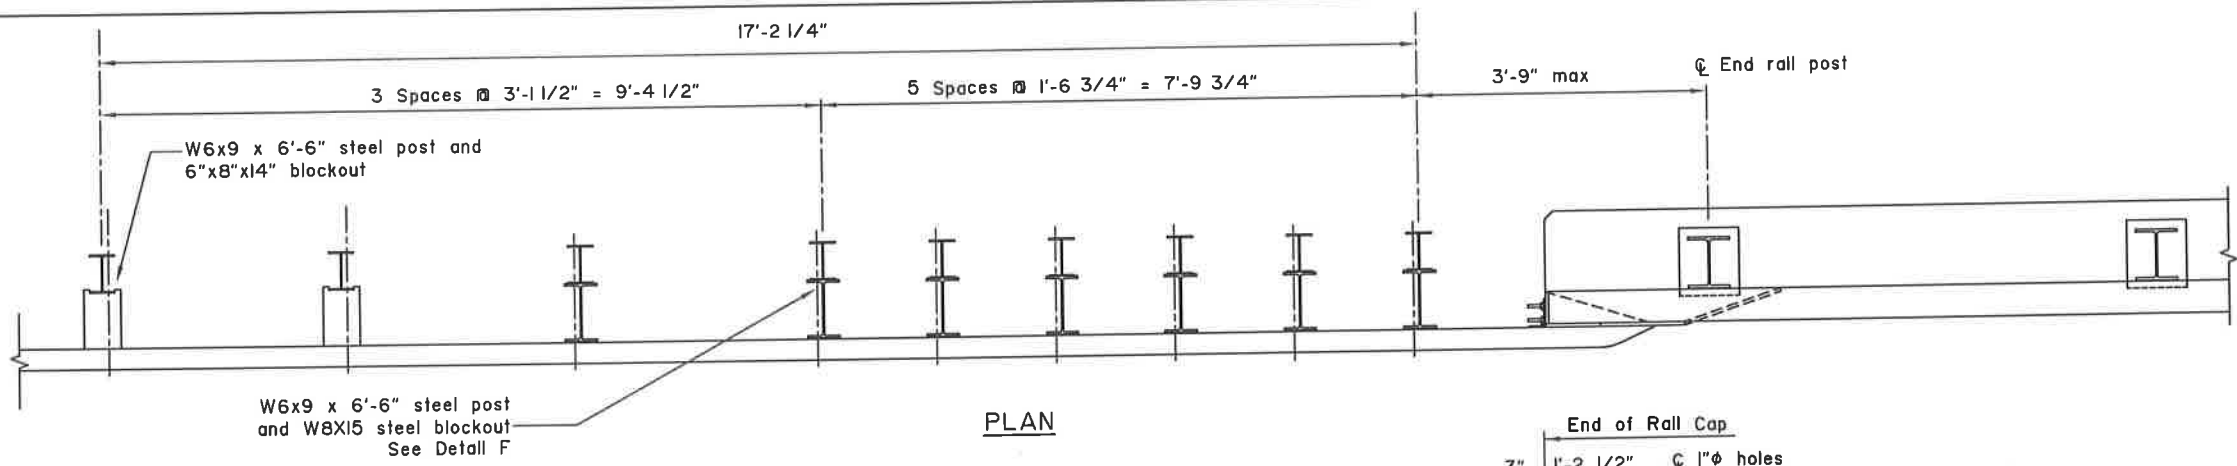 17'-2 1/4"
3 Spaces @ 3'-1 1/2" = 9'-4 1/2"
5 Spaces @ 1'-6 3/4" = 7'-9 3/4"
3'-9" max
℄ End rail post
W6x9 x 6'-6" steel post and
6"x8"x14" blockout
W6x9 x 6'-6" steel post
and W8X15 steel blockout
See Detail F
PLAN
End of Rail Cap
7"
1'-2 1/2"
℄ 1"ϕ holes